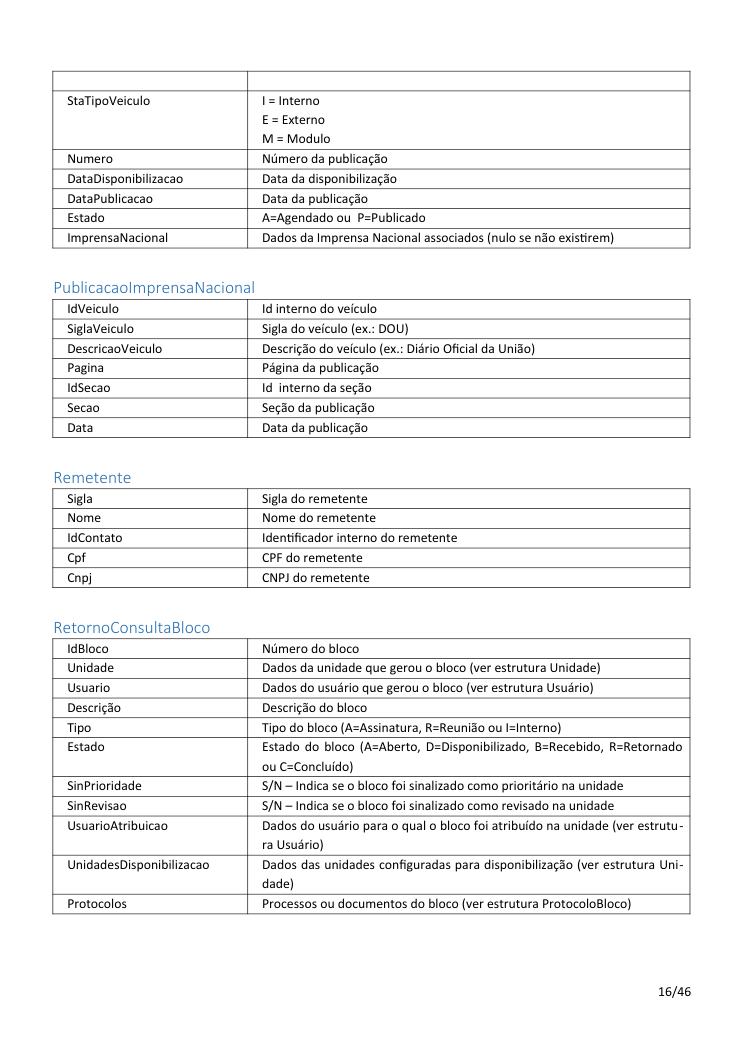 StaTipoVeiculo I = Interno
E = Externo
M = Modulo
Numero Número da publicação
DataDisponibilizacao Data da disponibilização
DataPublicacao Data da publicação
Estado A=Agendado ou  P=Publicado
ImprensaNacional Dados da Imprensa Nacional associados (nulo se não existirem)
PublicacaoImprensaNacional
IdVeiculo Id interno do veículo
SiglaVeiculo Sigla do veículo (ex.: DOU)
DescricaoVeiculo Descrição do veículo (ex.: Diário Oficial da União)
Pagina Página da publicação
IdSecao Id  interno da seção
Secao Seção da publicação
Data Data da publicação
Remetente
Sigla Sigla do remetente
Nome Nome do remetente
IdContato Identificador interno do remetente
Cpf CPF do remetente
Cnpj CNPJ do remetente
RetornoConsultaBloco
IdBloco Número do bloco
Unidade Dados da unidade que gerou o bloco (ver estrutura Unidade)
Usuario Dados do usuário que gerou o bloco (ver estrutura Usuário)
Descrição Descrição do bloco
Tipo Tipo do bloco (A=Assinatura, R=Reunião ou I=Interno)
Estado Estado do bloco (A=Aberto, D=Disponibilizado, B=Recebido, R=Retornado
ou C=Concluído)
SinPrioridade S/N – Indica se o bloco foi sinalizado como prioritário na unidade
SinRevisao S/N – Indica se o bloco foi sinalizado como revisado na unidade
UsuarioAtribuicao Dados do usuário para o qual o bloco foi atribuído na unidade (ver estrutu-
ra Usuário)
UnidadesDisponibilizacao Dados das unidades configuradas para disponibilização (ver estrutura Uni-
dade)
Protocolos Processos ou documentos do bloco (ver estrutura ProtocoloBloco)
16/46